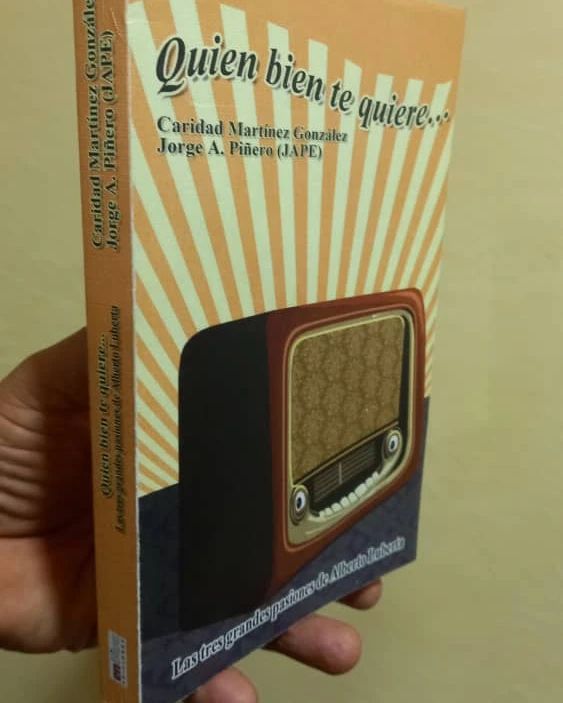 Quien bien te quiere...
Caridad Martínez González
Jorge A. Piñero (JAPE)
Las tres grandes pasiones de Alberto Luberta
Caridad Martínez Gonzále
Jorge A. Piñero (JAPE)
Quien bien te quiere...
Las tres grandes pasiones de Alberto Luberta